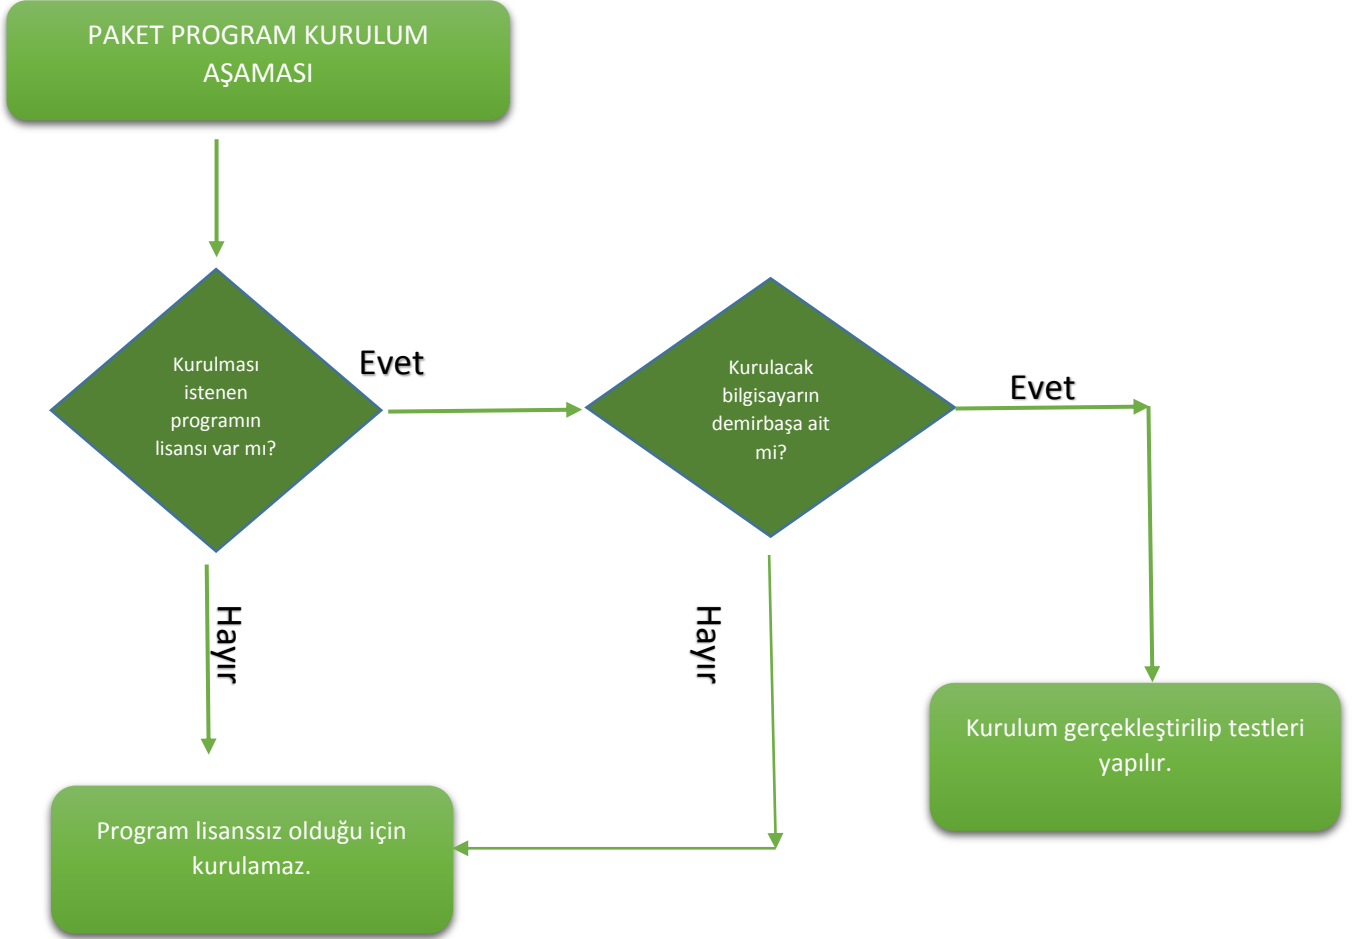 PAKET PROGRAM KURULUM
AŞAMASI
Kurulması
istenen
programın
lisansı var mı?
Evet
Kurulacak
bilgisayarın
demirbaşa ait
mi?
Evet
Hayır
Hayır
Kurulum gerçekleştirilip testleri
yapılır.
Program lisanssız olduğu için
kurulamaz.